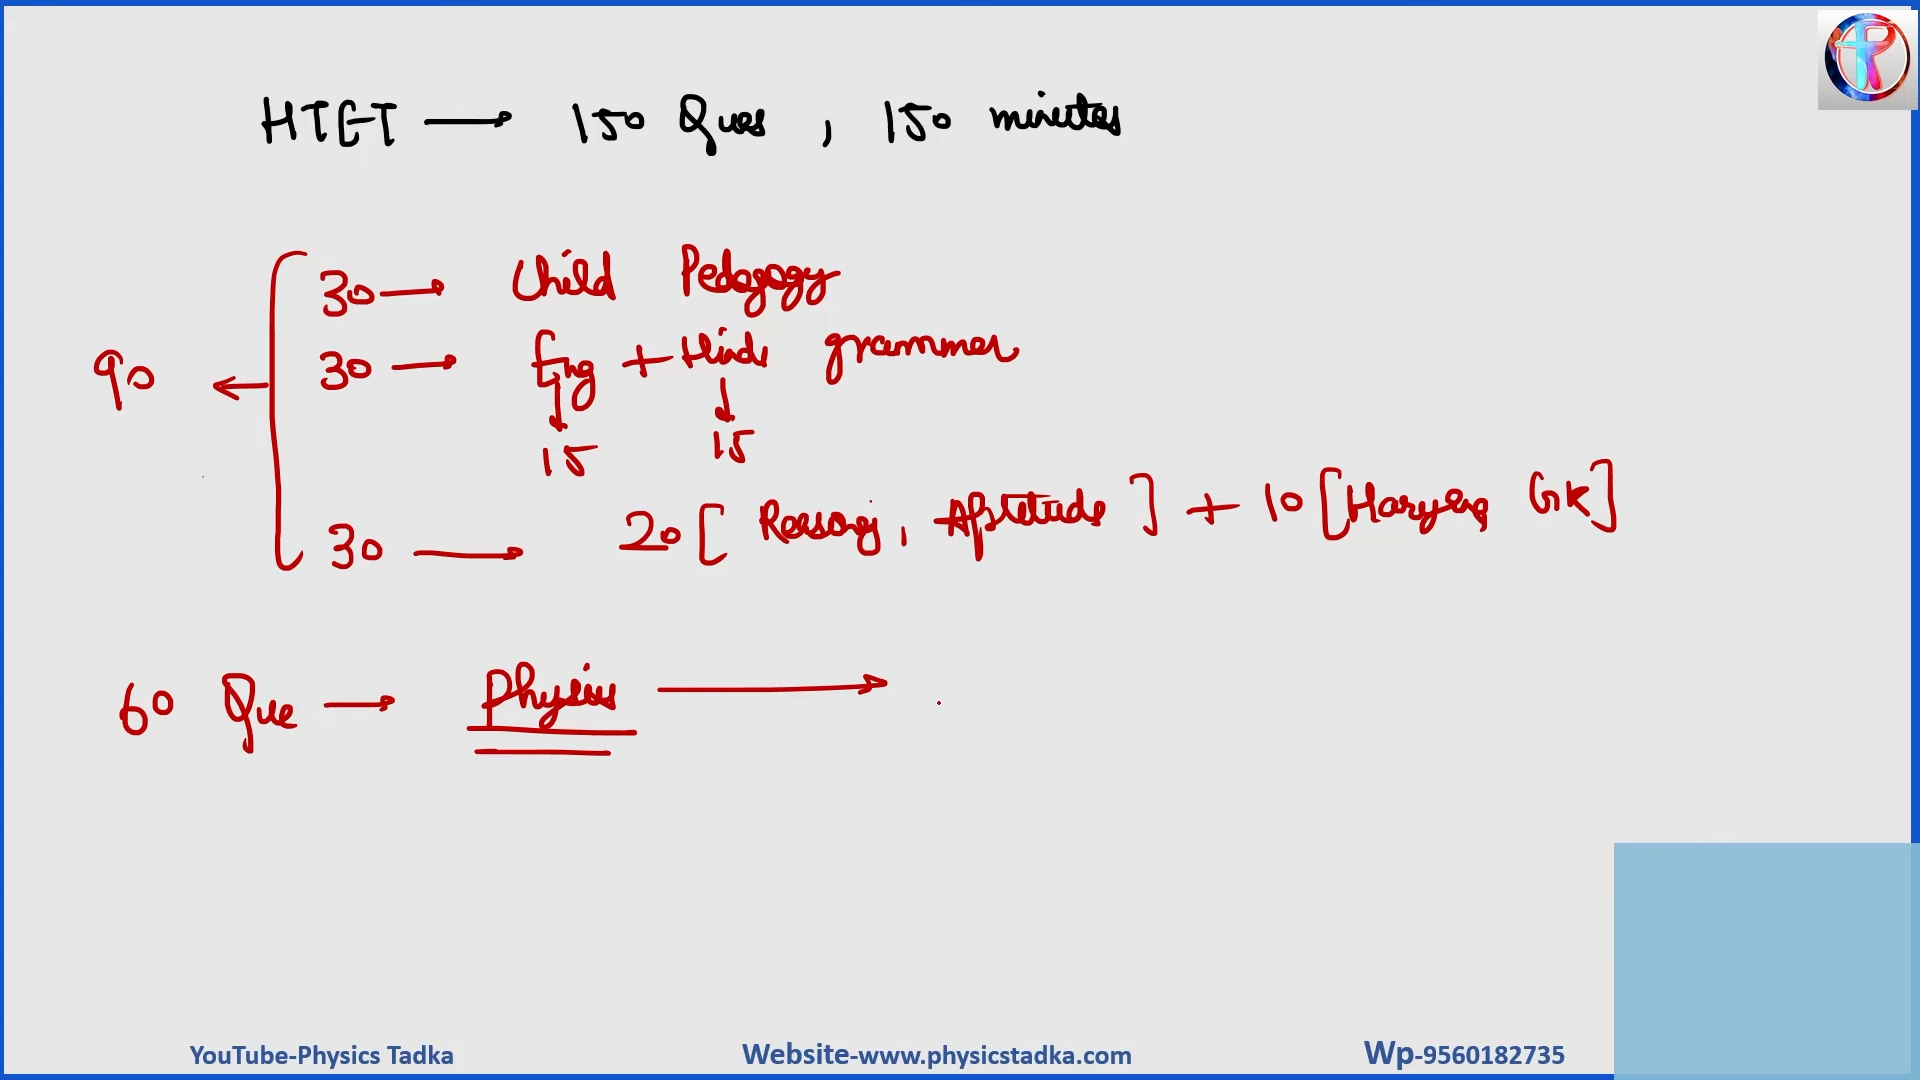 HTET → 150 Ques , 150 minutes
30 → Child Pedagogy
90 ← 30 → Eng + Hindi grammer
15 15
30 → 20 [ Reasoning, Aptitude ] + 10 [Haryana GK]
60 Que → Physics →
YouTube-Physics Tadka Website-www.physicstadka.com Wp-9560182735